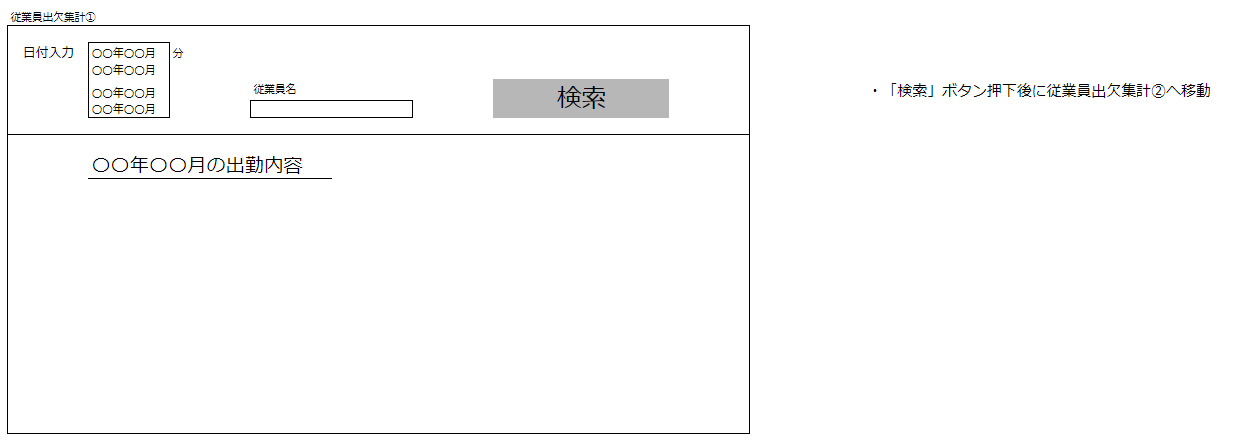 従業員出欠集計①
日付入力
〇〇年〇〇月 分
〇〇年〇〇月
〇〇年〇〇月
〇〇年〇〇月
従業員名
検索
・「検索」ボタン押下後に従業員出欠集計②へ移動
〇〇年〇〇月の出勤内容